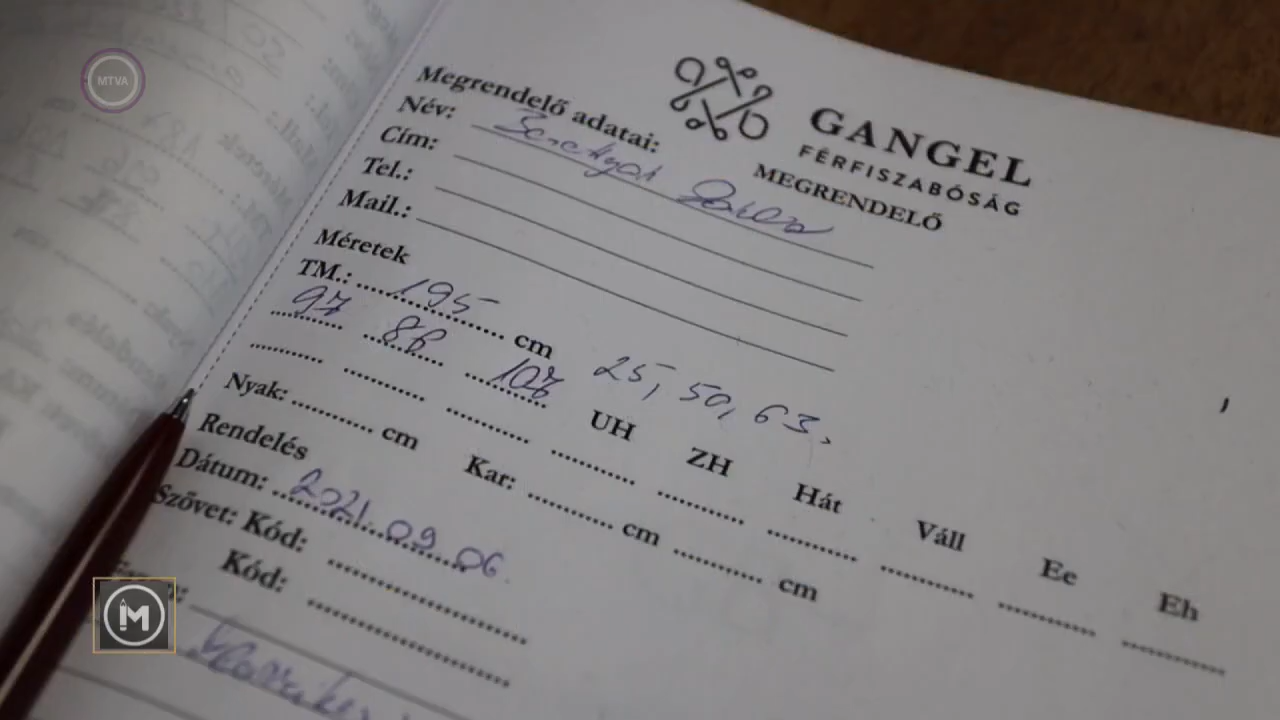 MTVA
GANGEL
FÉRFISZABÓSÁG
MEGRENDELŐ
Megrendelő adatai:
Név:
Cím:
Tel.:
Mail.:
Méretek
TM.: 195 cm
97 86 107 25, 50, 63,
UH ZH Hát Váll Ee Eh
Nyak: cm Kar: cm cm
Rendelés
Dátum: 2021.09.06.
Szövet: Kód:
Kód:
M